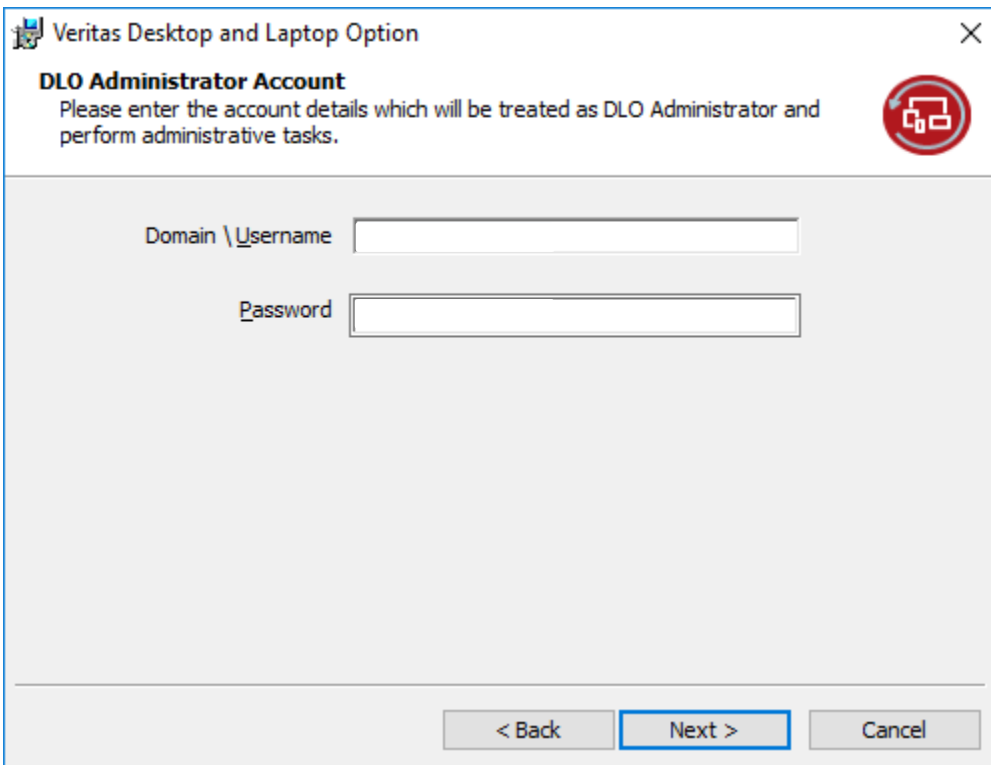 Veritas Desktop and Laptop Option
DLO Administrator Account
Please enter the account details which will be treated as DLO Administrator and
perform administrative tasks.
Domain \Username
Password
< Back
Next >
Cancel